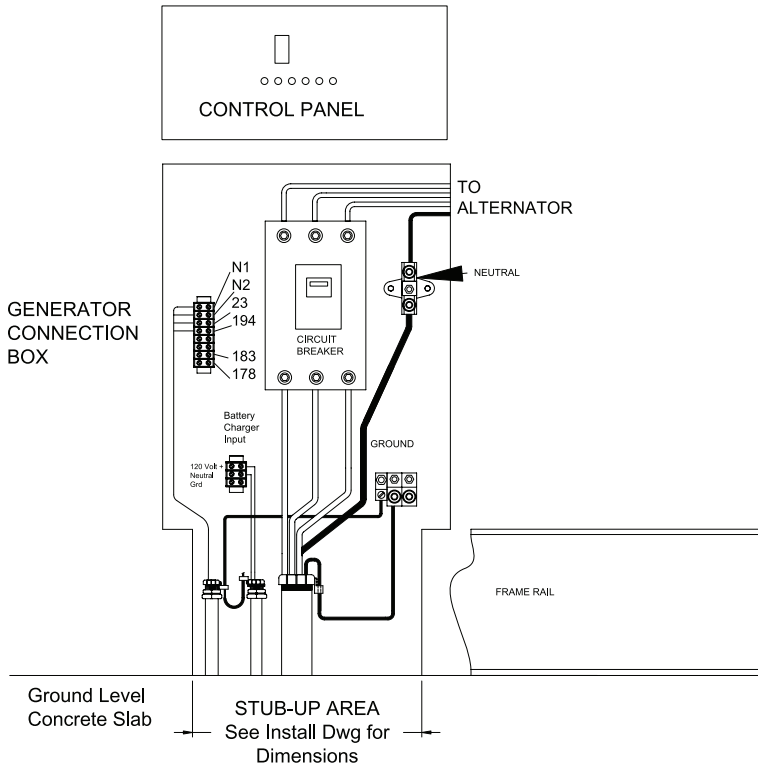 CONTROL PANEL
TO
ALTERNATOR
NEUTRAL
N1
N2
23
194
183
178
GENERATOR
CONNECTION
BOX
CIRCUIT
BREAKER
Battery
Charger
Input
120 Volt +
Neutral
Grd
GROUND
FRAME RAIL
Ground Level
Concrete Slab
STUB-UP AREA
See Install Dwg for
Dimensions